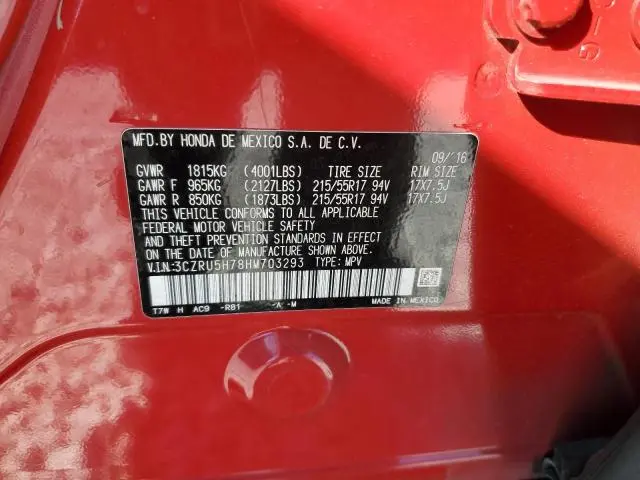 MFD.BY HONDA DE MEXICO S.A. DE C.V.
09/'16
GVWR 1815KG (4001LBS) TIRE SIZE RIM SIZE
GAWR F 965KG (2127LBS) 215/55R17 94V 17X7.5J
GAWR R 850KG (1873LBS) 215/55R17 94V 17X7.5J
THIS VEHICLE CONFORMS TO ALL APPLICABLE
FEDERAL MOTOR VEHICLE SAFETY
AND THEFT PREVENTION STANDARDS IN EFFECT
ON THE DATE OF MANUFACTURE SHOWN ABOVE.
V.I.N:3CZRU5H78HM703293 TYPE: MPV
T7W H AC9 -R81 -A -M MADE IN MEXICO